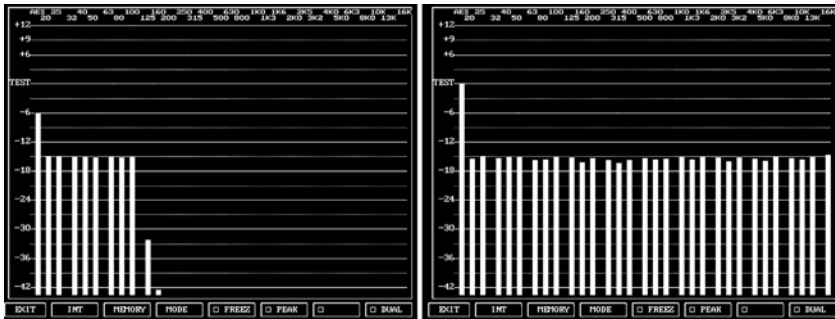 AES 25 40 63 100 160 250 400 630 1K0 1K6 2K5 4K0 6K3 10K 16K
20 32 50 80 125 200 315 500 800 1K3 2K0 3K2 5K0 8K0 13K
+12
+9
+6
TEST
-6
-12
-18
-24
-30
-36
-42
EXIT INT MEMORY MODE FREEZ PEAK DUAL
AES 25 40 63 100 160 250 400 630 1K0 1K6 2K5 4K0 6K3 10K 16K
20 32 50 80 125 200 315 500 800 1K3 2K0 3K2 5K0 8K0 13K
+12
+9
+6
TEST
-6
-12
-18
-24
-30
-36
-42
EXIT INT MEMORY MODE FREEZ PEAK DUAL